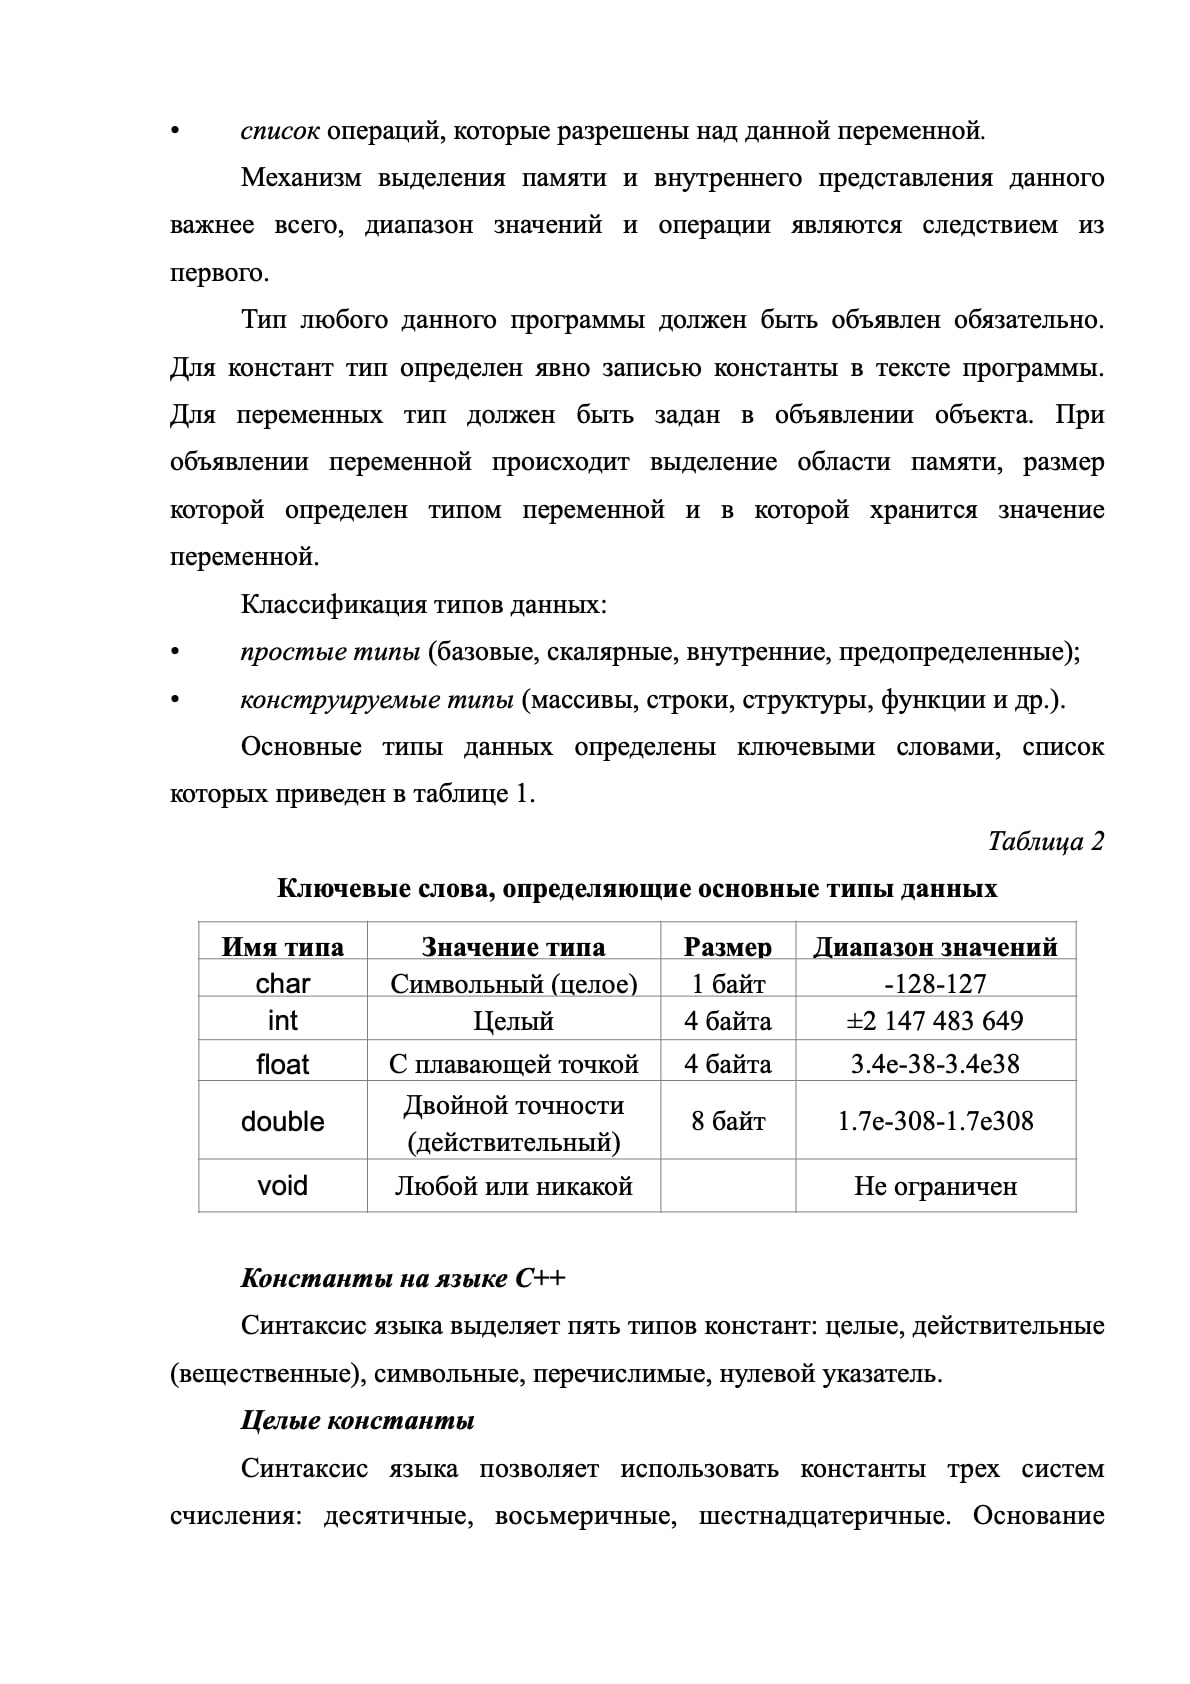 • список операций, которые разрешены над данной переменной.
Механизм выделения памяти и внутреннего представления данного
важнее всего, диапазон значений и операции являются следствием из
первого.
Тип любого данного программы должен быть объявлен обязательно.
Для констант тип определен явно записью константы в тексте программы.
Для переменных тип должен быть задан в объявлении объекта. При
объявлении переменной происходит выделение области памяти, размер
которой определен типом переменной и в которой хранится значение
переменной.
Классификация типов данных:
• простые типы (базовые, скалярные, внутренние, предопределенные);
• конструируемые типы (массивы, строки, структуры, функции и др.).
Основные типы данных определены ключевыми словами, список
которых приведен в таблице 1.
Таблица 2
Ключевые слова, определяющие основные типы данных
Имя типа Значение типа Размер Диапазон значений
char Символьный (целое) 1 байт -128-127
int Целый 4 байта ±2 147 483 649
float С плавающей точкой 4 байта 3.4e-38-3.4e38
double Двойной точности (действительный) 8 байт 1.7e-308-1.7e308
void Любой или никакой Не ограничен
Константы на языке C++
Синтаксис языка выделяет пять типов констант: целые, действительные
(вещественные), символьные, перечислимые, нулевой указатель.
Целые константы
Синтаксис языка позволяет использовать константы трех систем
счисления: десятичные, восьмеричные, шестнадцатеричные. Основание